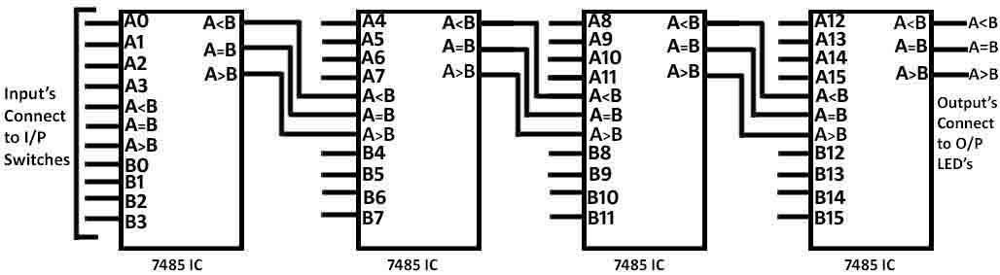 Input's
Connect
to I/P
Switches
A0
A1
A2
A3
A<B
A=B
A>B
B0
B1
B2
B3
A<B
A=B
A>B
7485 IC
A4
A5
A6
A7
A<B
A=B
A>B
B4
B5
B6
B7
A<B
A=B
A>B
7485 IC
A8
A9
A10
A11
A<B
A=B
A>B
B8
B9
B10
B11
A<B
A=B
A>B
7485 IC
A12
A13
A14
A15
A<B
A=B
A>B
B12
B13
B14
B15
A<B
A=B
A>B
7485 IC
A<B
A=B
A>B
Output's
Connect
to O/P
LED's